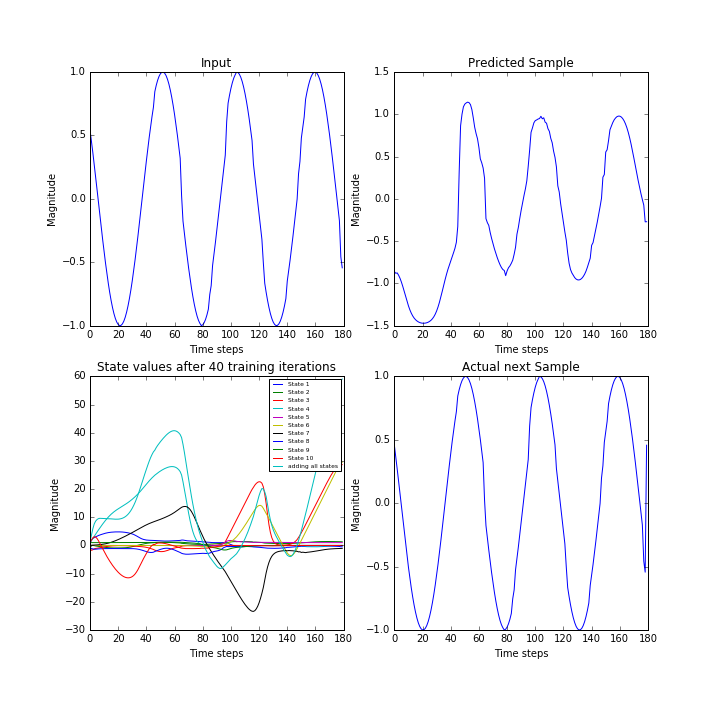 Input
Magnitude
1.0
0.5
0.0
−0.5
−1.0
0 20 40 60 80 100 120 140 160 180
Time steps
Predicted Sample
Magnitude
1.5
1.0
0.5
0.0
−0.5
−1.0
−1.5
0 20 40 60 80 100 120 140 160 180
Time steps
State values after 40 training iterations
Magnitude
60
50
40
30
20
10
0
−10
−20
−30
0 20 40 60 80 100 120 140 160 180
Time steps
State 1
State 2
State 3
State 4
State 5
State 6
State 7
State 8
State 9
State 10
adding all states
Actual next Sample
Magnitude
1.0
0.5
0.0
−0.5
−1.0
0 20 40 60 80 100 120 140 160 180
Time steps